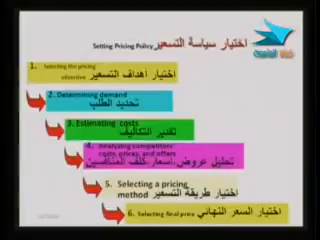 Setting Pricing Policy اختيار سياسة التسعير
1. Selecting the pricing
objective اختيار أهداف التسعير
2. Determining demand
تحديد الطلب
3. Estimating costs
تقدير التكاليف
4. Analyzing competitors'
costs, prices, and offers
تحليل عروض،أسعار،كلف المنافسين
5. Selecting a pricing
method اختيار طريقة التسعير
6. Selecting final price اختيار السعر النهائي